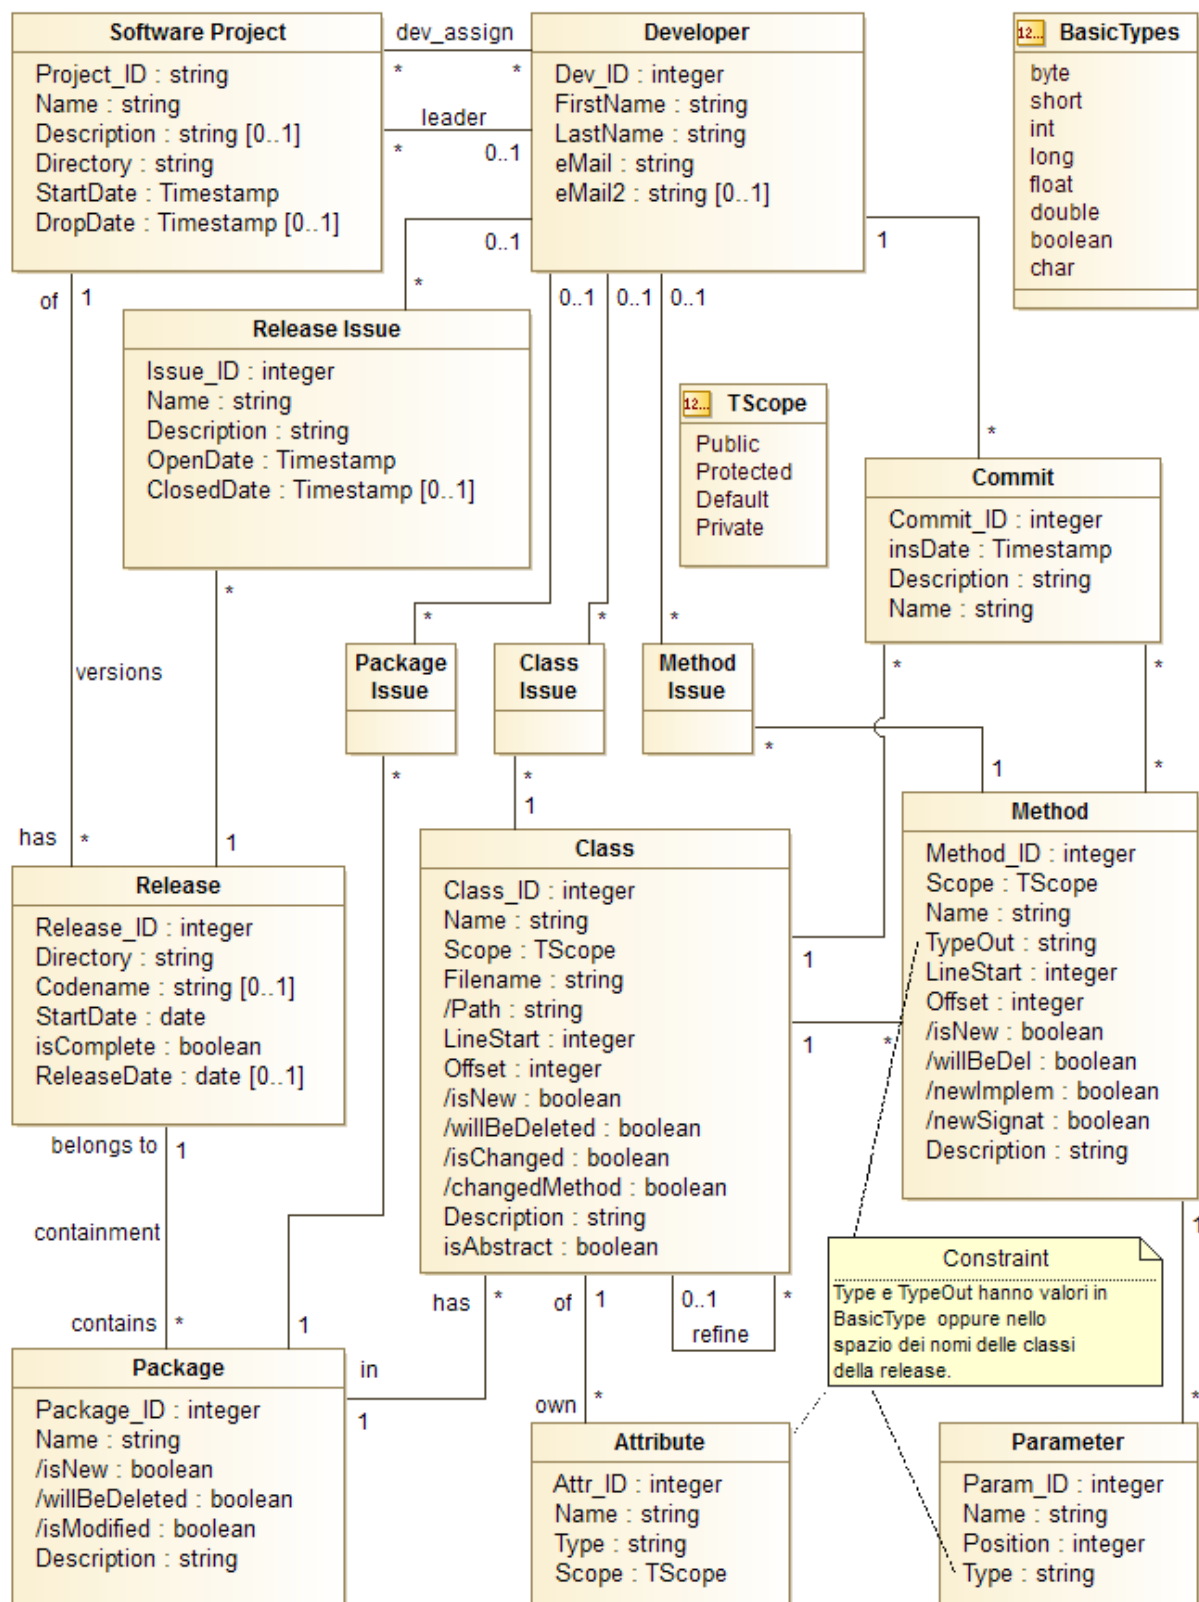 Software Project
Project_ID : string
Name : string
Description : string [0..1]
Directory : string
StartDate : Timestamp
DropDate : Timestamp [0..1]
dev_assign
*
*
leader
*
0..1
Developer
Dev_ID : integer
FirstName : string
LastName : string
eMail : string
eMail2 : string [0..1]
12...
BasicTypes
byte
short
int
long
float
double
boolean
char
of
1
0..1
*
0..1
0..1
0..1
1
*
Release Issue
Issue_ID : integer
Name : string
Description : string
OpenDate : Timestamp
ClosedDate : Timestamp [0..1]
12...
TScope
Public
Protected
Default
Private
Commit
Commit_ID : integer
insDate : Timestamp
Description : string
Name : string
*
versions
*
*
*
*
*
Package
Issue
Class
Issue
Method
Issue
*
*
*
1
*
1
has
*
1
Release
Release_ID : integer
Directory : string
Codename : string [0..1]
StartDate : date
isComplete : boolean
ReleaseDate : date [0..1]
Class
Class_ID : integer
Name : string
Scope : TScope
Filename : string
/Path : string
LineStart : integer
Offset : integer
/isNew : boolean
/willBeDeleted : boolean
/isChanged : boolean
/changedMethod : boolean
Description : string
isAbstract : boolean
1
1
*
Method
Method_ID : integer
Scope : TScope
Name : string
TypeOut : string
LineStart : integer
Offset : integer
/isNew : boolean
/willBeDel : boolean
/newImplem : boolean
/newSignat : boolean
Description : string
belongs to
1
containment
contains
*
1
has
*
of
1
0..1
*
refine
in
1
own
*
1
*
Constraint
Type e TypeOut hanno valori in
BasicType oppure nello
spazio dei nomi delle classi
della release.
Package
Package_ID : integer
Name : string
/isNew : boolean
/willBeDeleted : boolean
/isModified : boolean
Description : string
Attribute
Attr_ID : integer
Name : string
Type : string
Scope : TScope
Parameter
Param_ID : integer
Name : string
Position : integer
Type : string